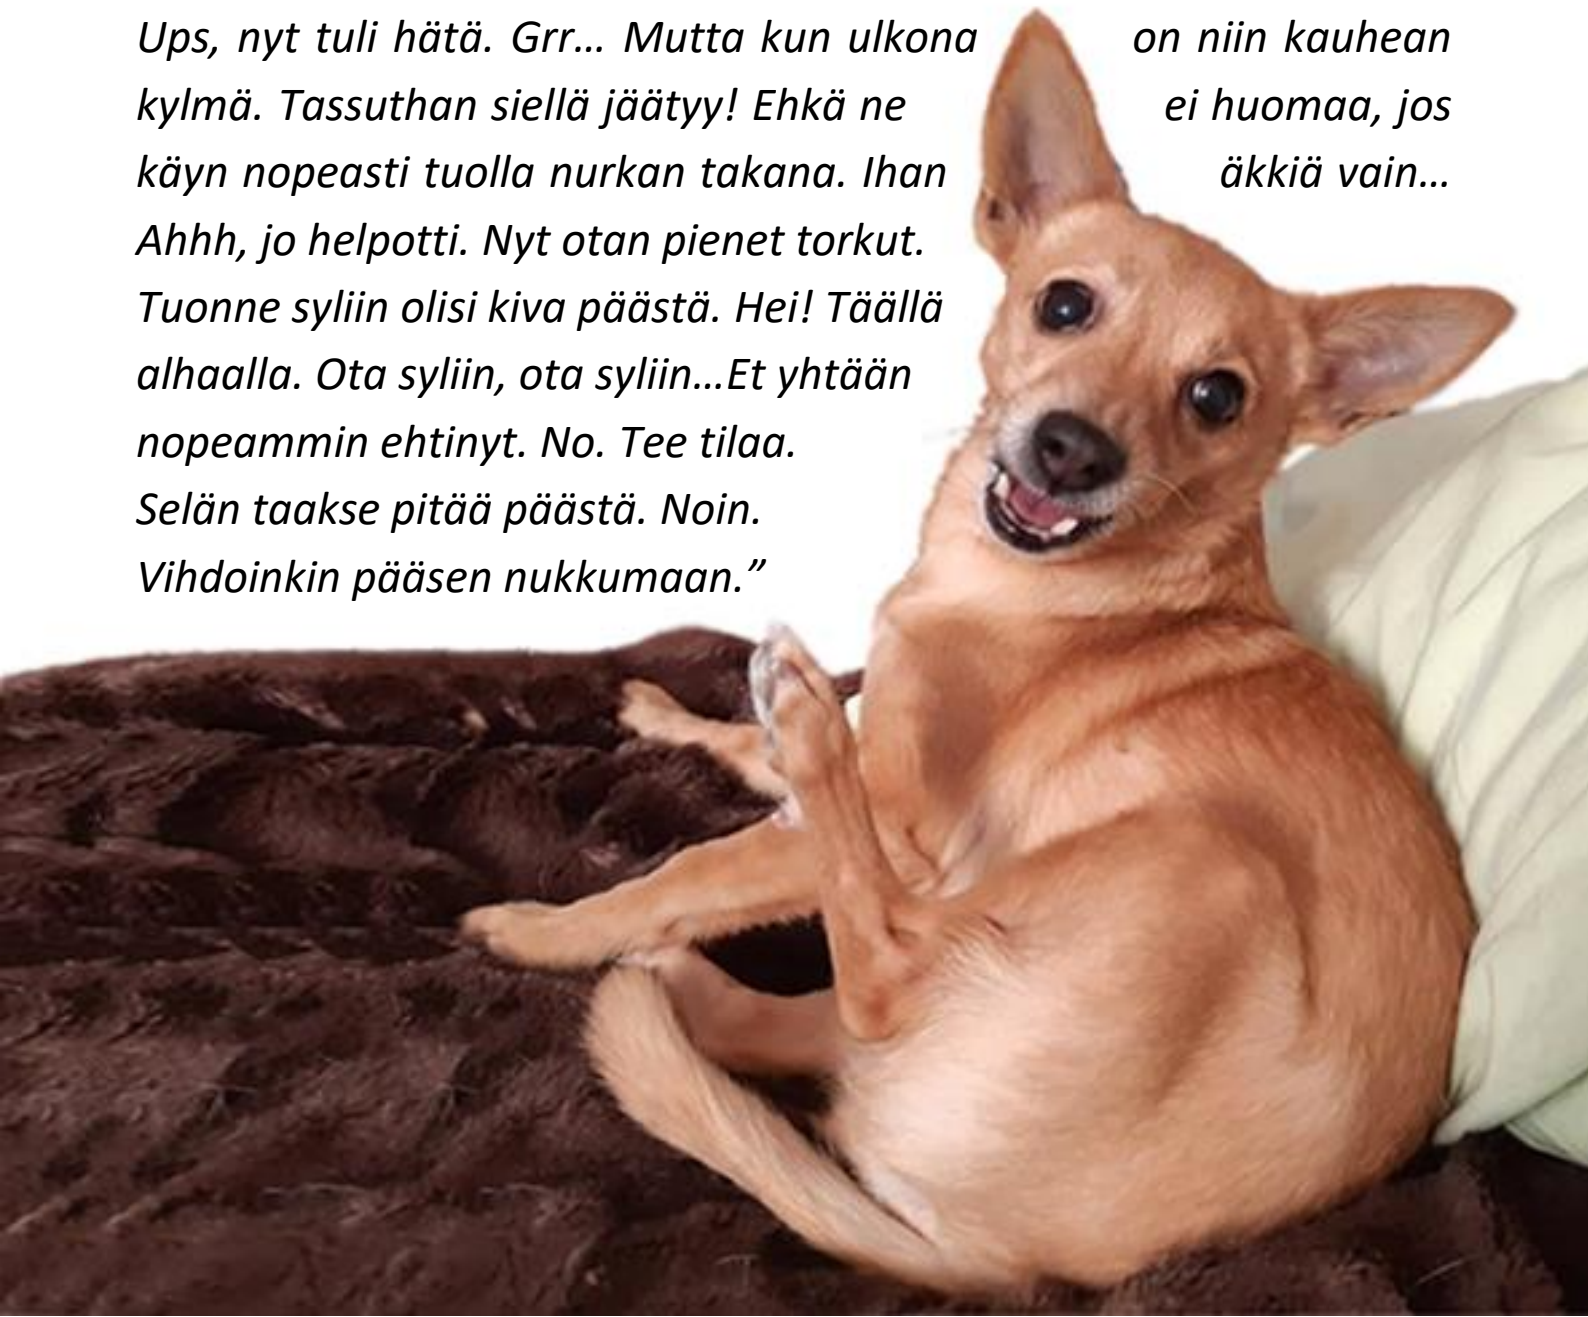 Ups, nyt tuli hätä. Grr… Mutta kun ulkona on niin kauhean
kylmä. Tassuthan siellä jäätyy! Ehkä ne ei huomaa, jos
käyn nopeasti tuolla nurkan takana. Ihan äkkiä vain…
Ahhh, jo helpotti. Nyt otan pienet torkut.
Tuonne syliin olisi kiva päästä. Hei! Täällä
alhaalla. Ota syliin, ota syliin…Et yhtään
nopeammin ehtinyt. No. Tee tilaa.
Selän taakse pitää päästä. Noin.
Vihdoinkin pääsen nukkumaan.”